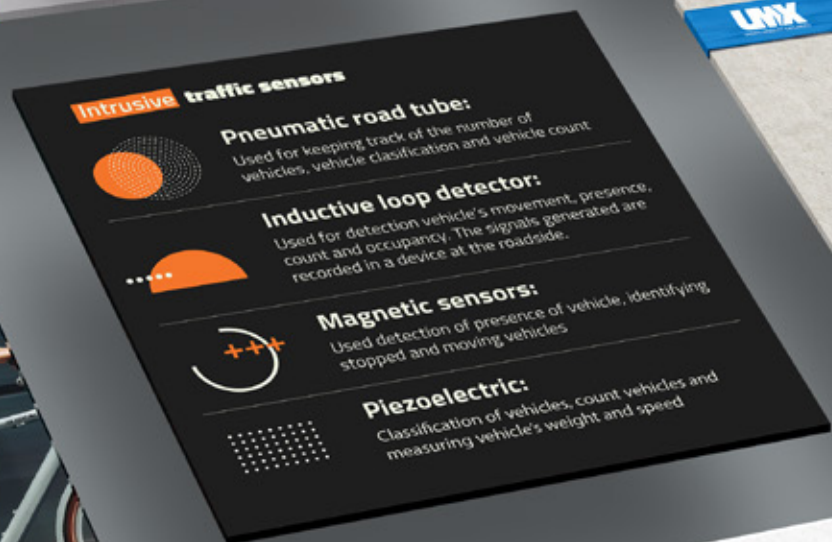 UMX
Intrusive traffic sensors
Pneumatic road tube:
Used for keeping track of the number of
vehicles, vehicle clasification and vehicle count
Inductive loop detector:
Used for detection vehicle's movement, presence,
count and occupancy. The signals generated are
recorded in a device at the roadside.
Magnetic sensors:
Used detection of presence of vehicle, identifying
stopped and moving vehicles
Piezoelectric:
Classification of vehicles, count vehicles and
measuring vehicle's weight and speed